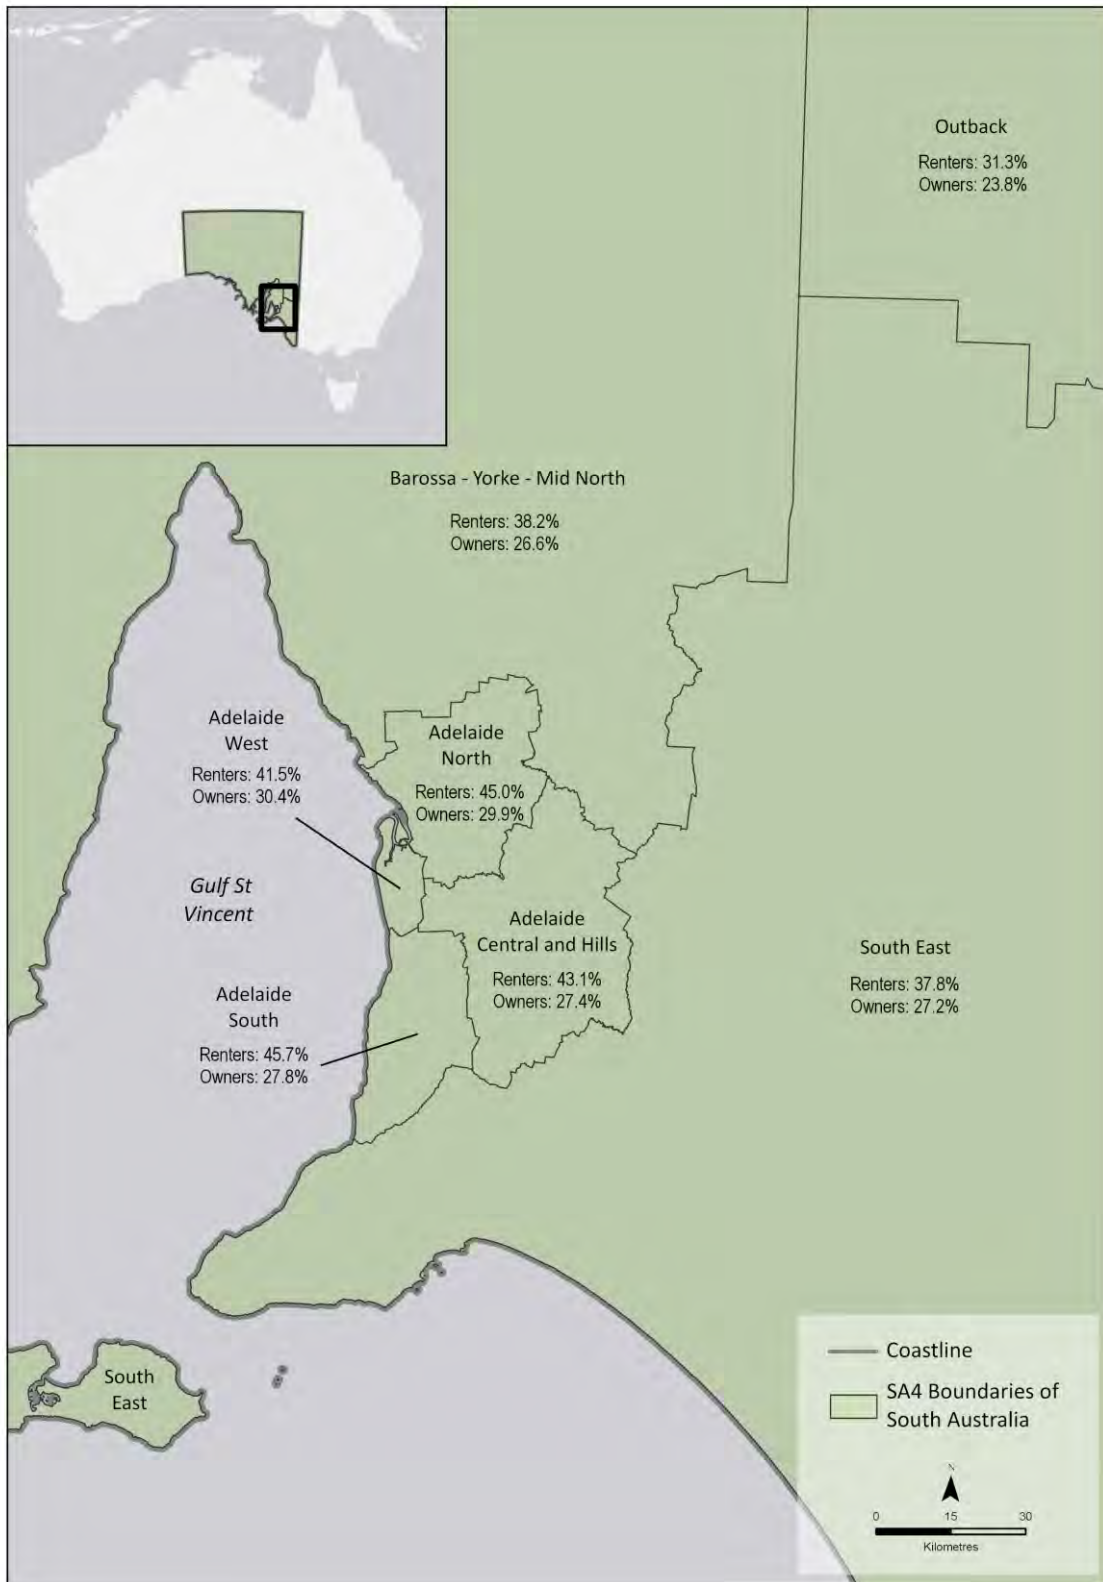 Outback
Renters: 31.3%
Owners: 23.8%
Barossa - Yorke - Mid North
Renters: 38.2%
Owners: 26.6%
Adelaide
West
Renters: 41.5%
Owners: 30.4%
Adelaide
North
Renters: 45.0%
Owners: 29.9%
Gulf St
Vincent
Adelaide
Central and Hills
Renters: 43.1%
Owners: 27.4%
South East
Renters: 37.8%
Owners: 27.2%
Adelaide
South
Renters: 45.7%
Owners: 27.8%
South
East
Coastline
SA4 Boundaries of
South Australia
N
0 15 30
Kilometres